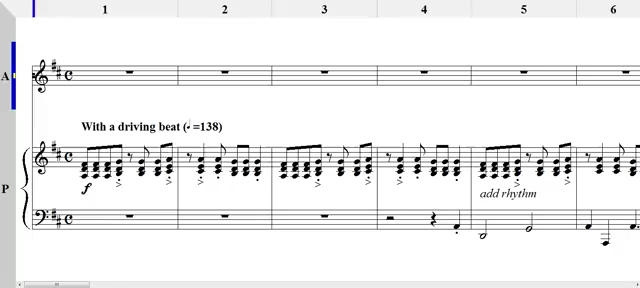 1 2 3 4 5 6
A
With a driving beat (♩=138)
P
f
add rhythm